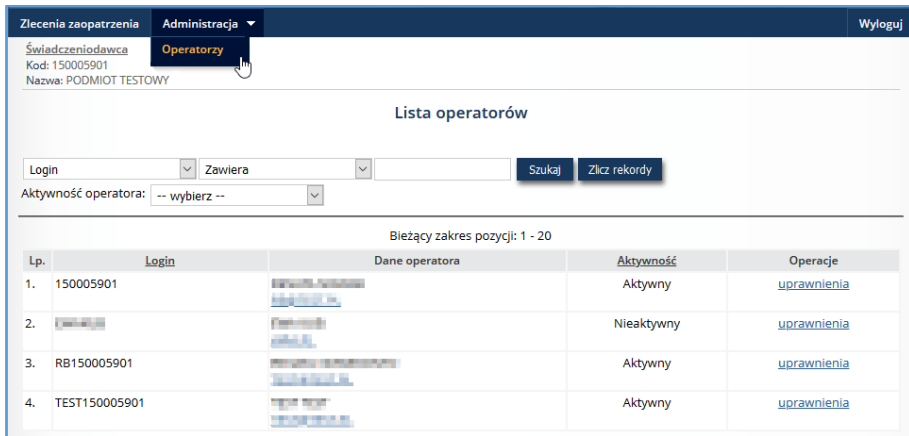 Zlecenia zaopatrzenia Administracja Wyloguj
Operatorzy
Świadczeniodawca
Kod: 150005901
Nazwa: PODMIOT TESTOWY
Lista operatorów
Login Zawiera Szukaj Zlicz rekordy
Aktywność operatora: -- wybierz --
Bieżący zakres pozycji: 1 - 20
Lp. Login Dane operatora Aktywność Operacje
1. 150005901 Aktywny uprawnienia
2. Nieaktywny uprawnienia
3. RB150005901 Aktywny uprawnienia
4. TEST150005901 Aktywny uprawnienia